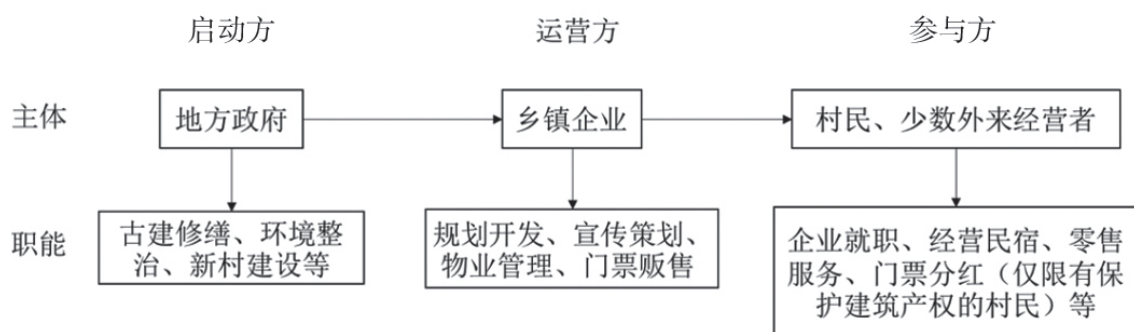 启动方 运营方 参与方
主体 地方政府 乡镇企业 村民、少数外来经营者
职能
古建修缮、环境整
治、新村建设等
规划开发、宣传策划、
物业管理、门票贩售
企业就职、经营民宿、零售
服务、门票分红（仅限有保
护建筑产权的村民）等